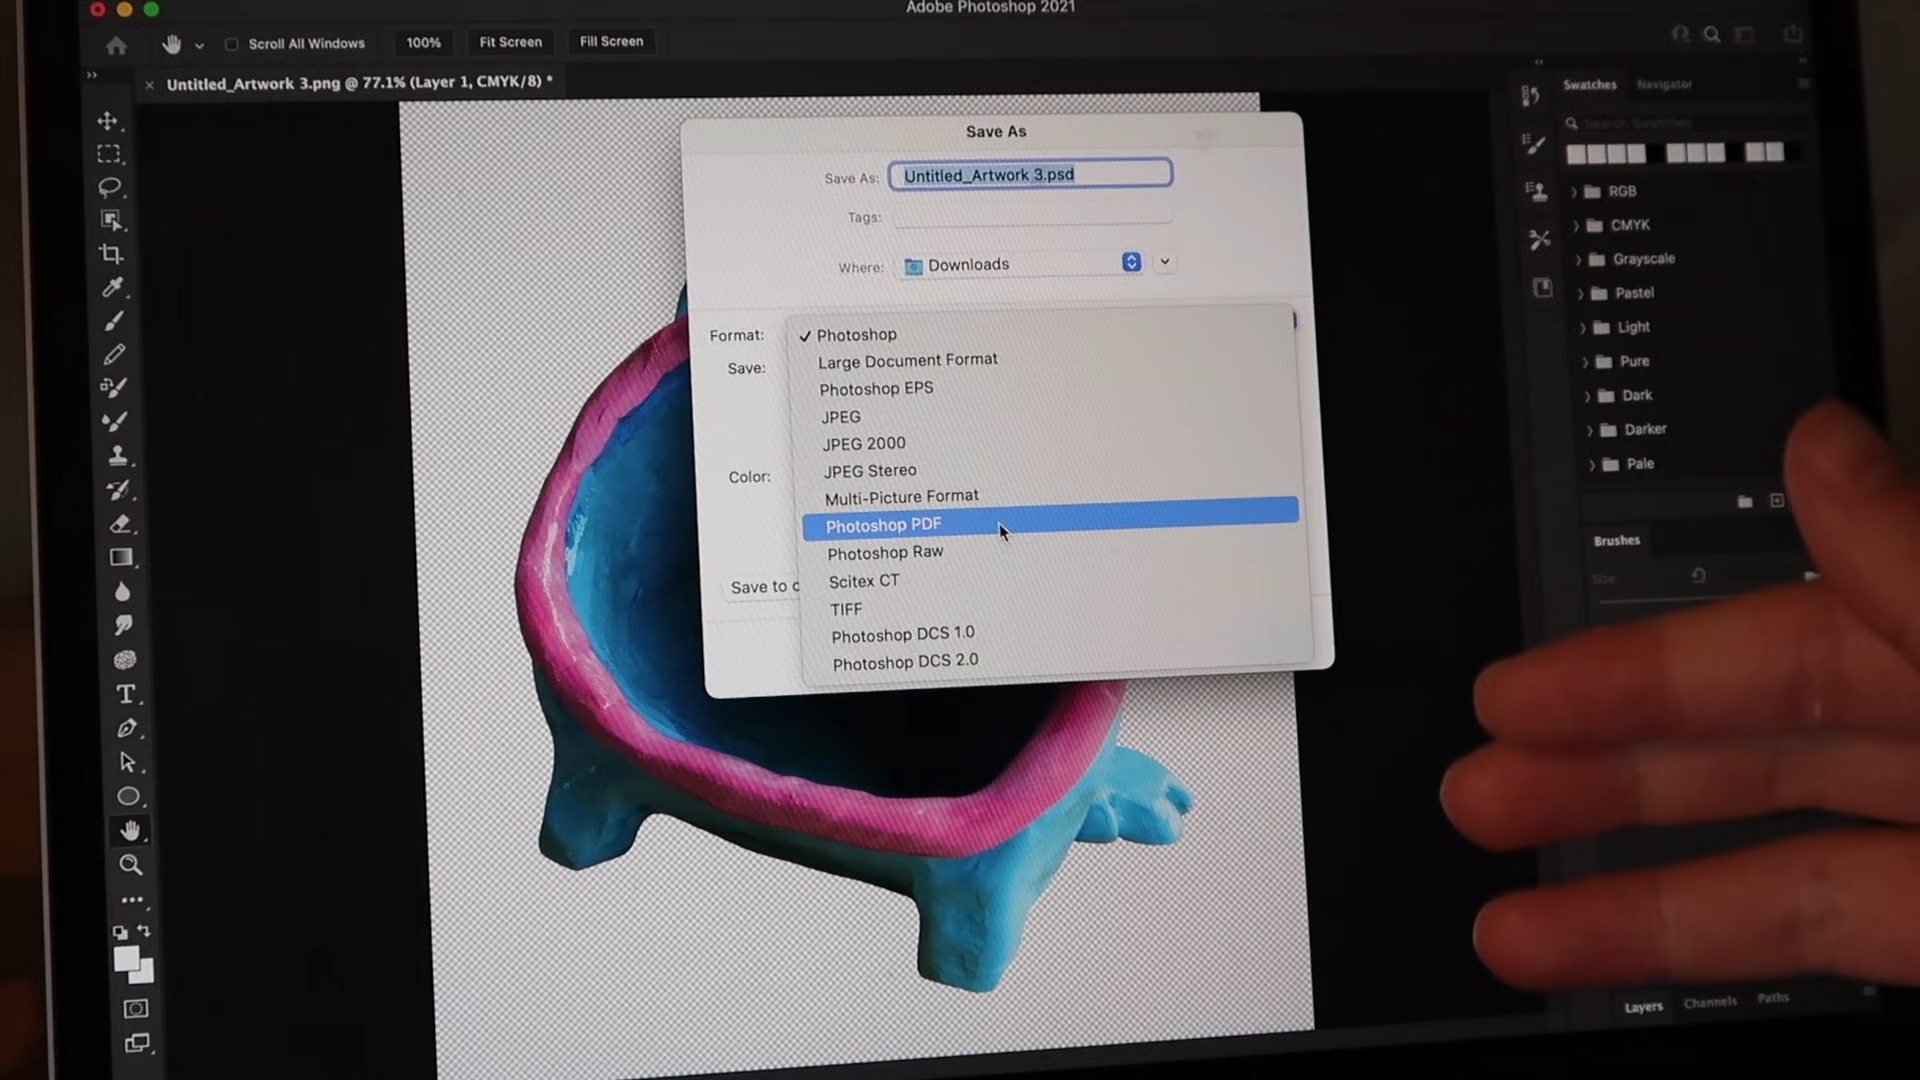 Adobe Photoshop 2021
Scroll All Windows 100% Fit Screen Fill Screen
Untitled_Artwork 3.png @ 77.1% (Layer 1, CMYK/8) *
Save As
Save As: Untitled_Artwork 3.psd
Tags:
Where: Downloads
Format: ✓ Photoshop
Save: Large Document Format
Photoshop EPS
JPEG
JPEG 2000
JPEG Stereo
Color:
Multi-Picture Format
Photoshop PDF
Photoshop Raw
Scitex CT
Save to c
TIFF
Photoshop DCS 1.0
Photoshop DCS 2.0
T
Swatches Navigator
Search Swatches
RGB
CMYK
Grayscale
Pastel
Light
Pure
Dark
Darker
Pale
Brushes
Size:
Layers Channels Paths